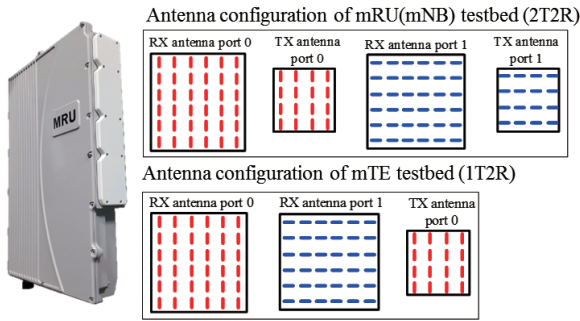 Antenna configuration of mRU(mNB) testbed (2T2R)
RX antenna port 0
TX antenna
port 0
RX antenna port 1
TX antenna
port 1
MRU
Antenna configuration of mTE testbed (1T2R)
RX antenna port 0
RX antenna port 1
TX antenna
port 0